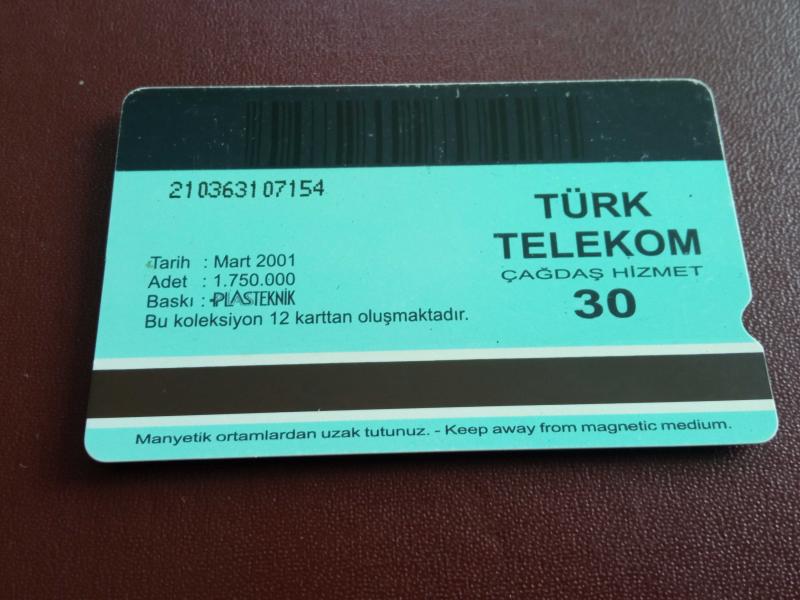 210363107154
TÜRK
TELEKOM
ÇAĞDAŞ HİZMET
30
Tarih : Mart 2001
Adet : 1.750.000
Baskı : PLASTEKNİK
Bu koleksiyon 12 karttan oluşmaktadır.
Manyetik ortamlardan uzak tutunuz. - Keep away from magnetic medium.